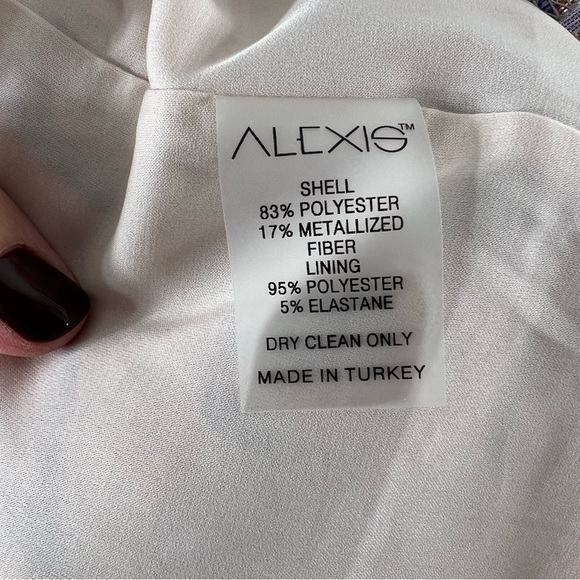 ALEXIS™
SHELL
83% POLYESTER
17% METALLIZED
FIBER
LINING
95% POLYESTER
5% ELASTANE
DRY CLEAN ONLY
MADE IN TURKEY